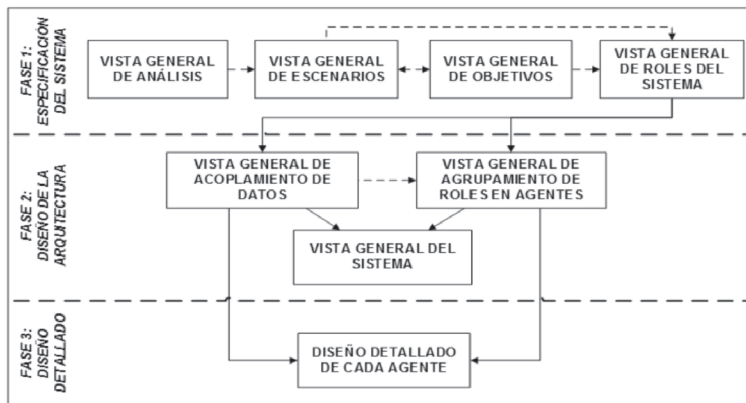 FASE 1:
ESPECIFICACIÓN
DEL SISTEMA
VISTA GENERAL
DE ANÁLISIS
VISTA GENERAL
DE ESCENARIOS
VISTA GENERAL
DE OBJETIVOS
VISTA GENERAL
DE ROLES DEL
SISTEMA
FASE 2:
DISEÑO DE LA
ARQUITECTURA
VISTA GENERAL DE
ACOPLAMIENTO DE
DATOS
VISTA GENERAL DE
AGRUPAMIENTO DE
ROLES EN AGENTES
VISTA GENERAL DEL
SISTEMA
FASE 3:
DISEÑO
DETALLADO
DISEÑO DETALLADO
DE CADA AGENTE